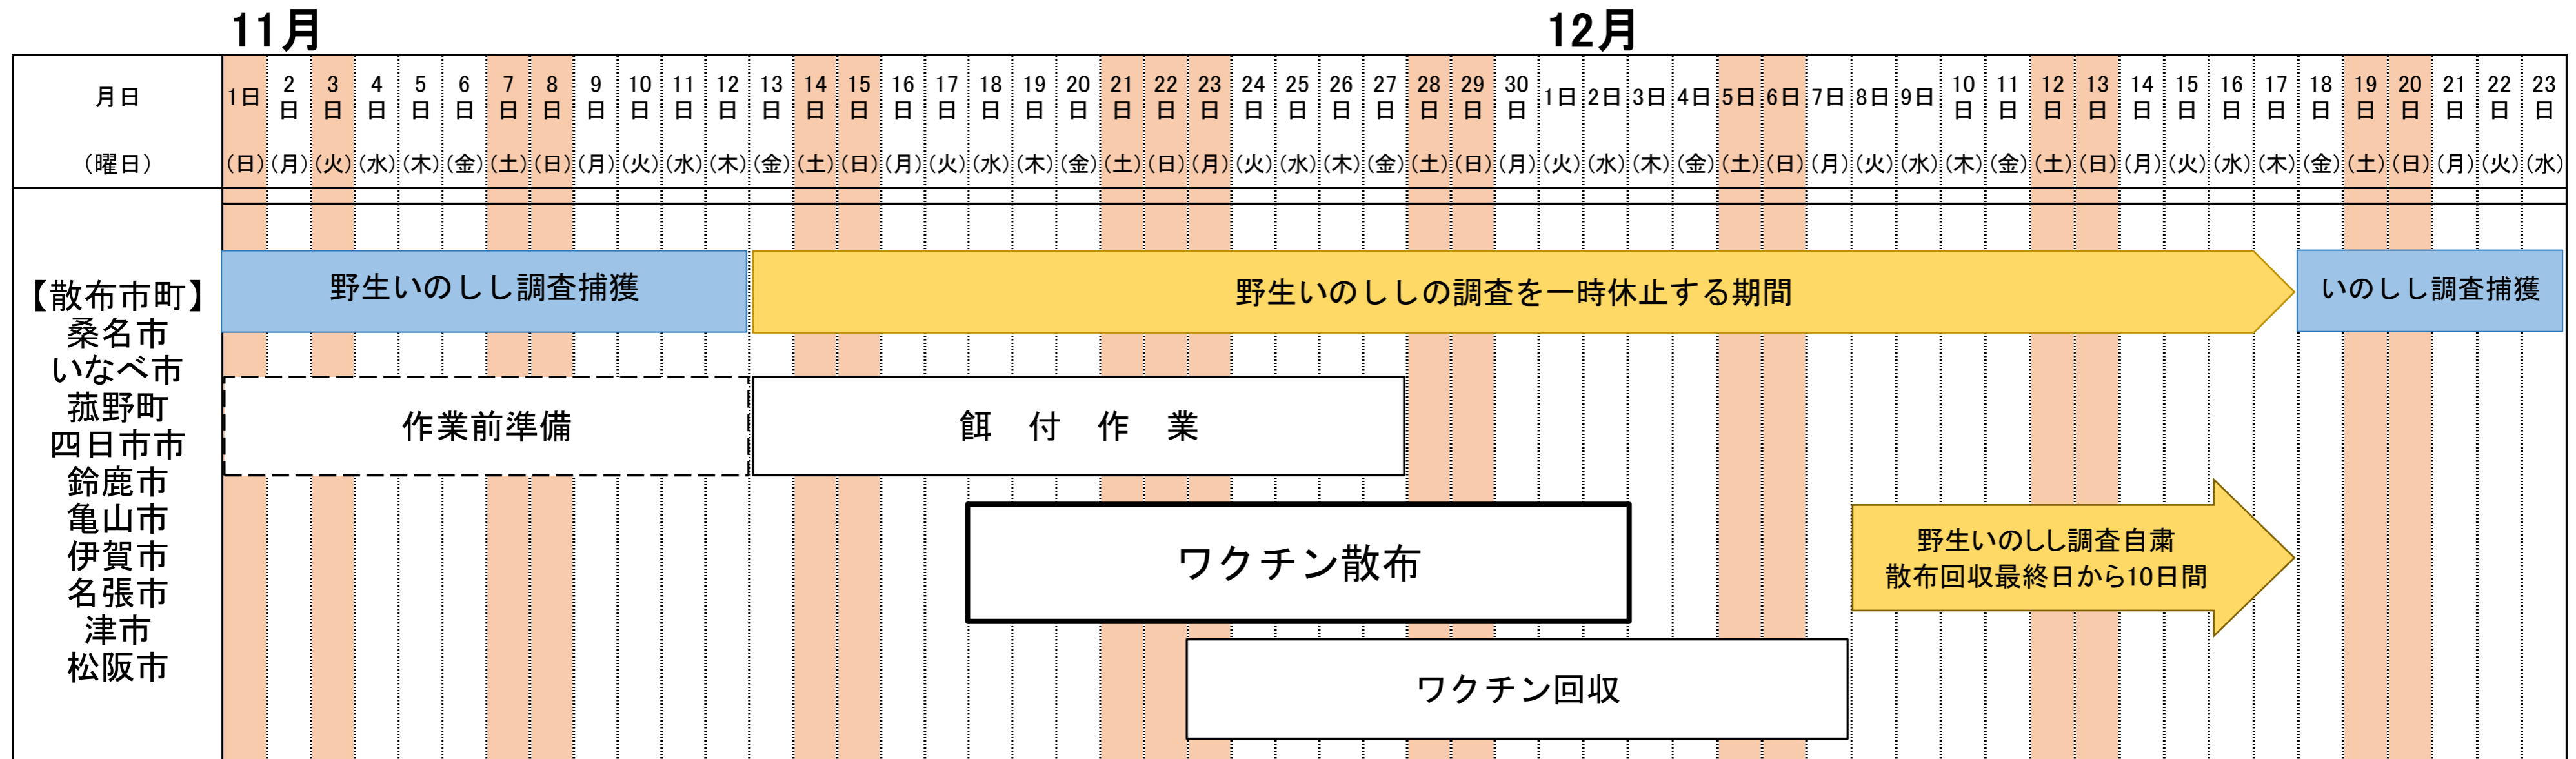 11月 12月
月日 1日 2日 3日 4日 5日 6日 7日 8日 9日 10日 11日 12日 13日 14日 15日 16日 17日 18日 19日 20日 21日 22日 23日 24日 25日 26日 27日 28日 29日 30日 1日 2日 3日 4日 5日 6日 7日 8日 9日 10日 11日 12日 13日 14日 15日 16日 17日 18日 19日 20日 21日 22日 23日
（曜日） (日) (月) (火) (水) (木) (金) (土) (日) (月) (火) (水) (木) (金) (土) (日) (月) (火) (水) (木) (金) (土) (日) (月) (火) (水) (木) (金) (土) (日) (月) (火) (水) (木) (金) (土) (日) (月) (火) (水) (木) (金) (土) (日) (月) (火) (水) (木) (金) (土) (日) (月) (火) (水)
【散布市町】
桑名市
いなべ市
菰野町
四日市市
鈴鹿市
亀山市
伊賀市
名張市
津市
松阪市
野生いのしし調査捕獲
野生いのししの調査を一時休止する期間
いのしし調査捕獲
作業前準備
餌 付 作 業
ワクチン散布
野生いのしし調査自粛
散布回収最終日から10日間
ワクチン回収